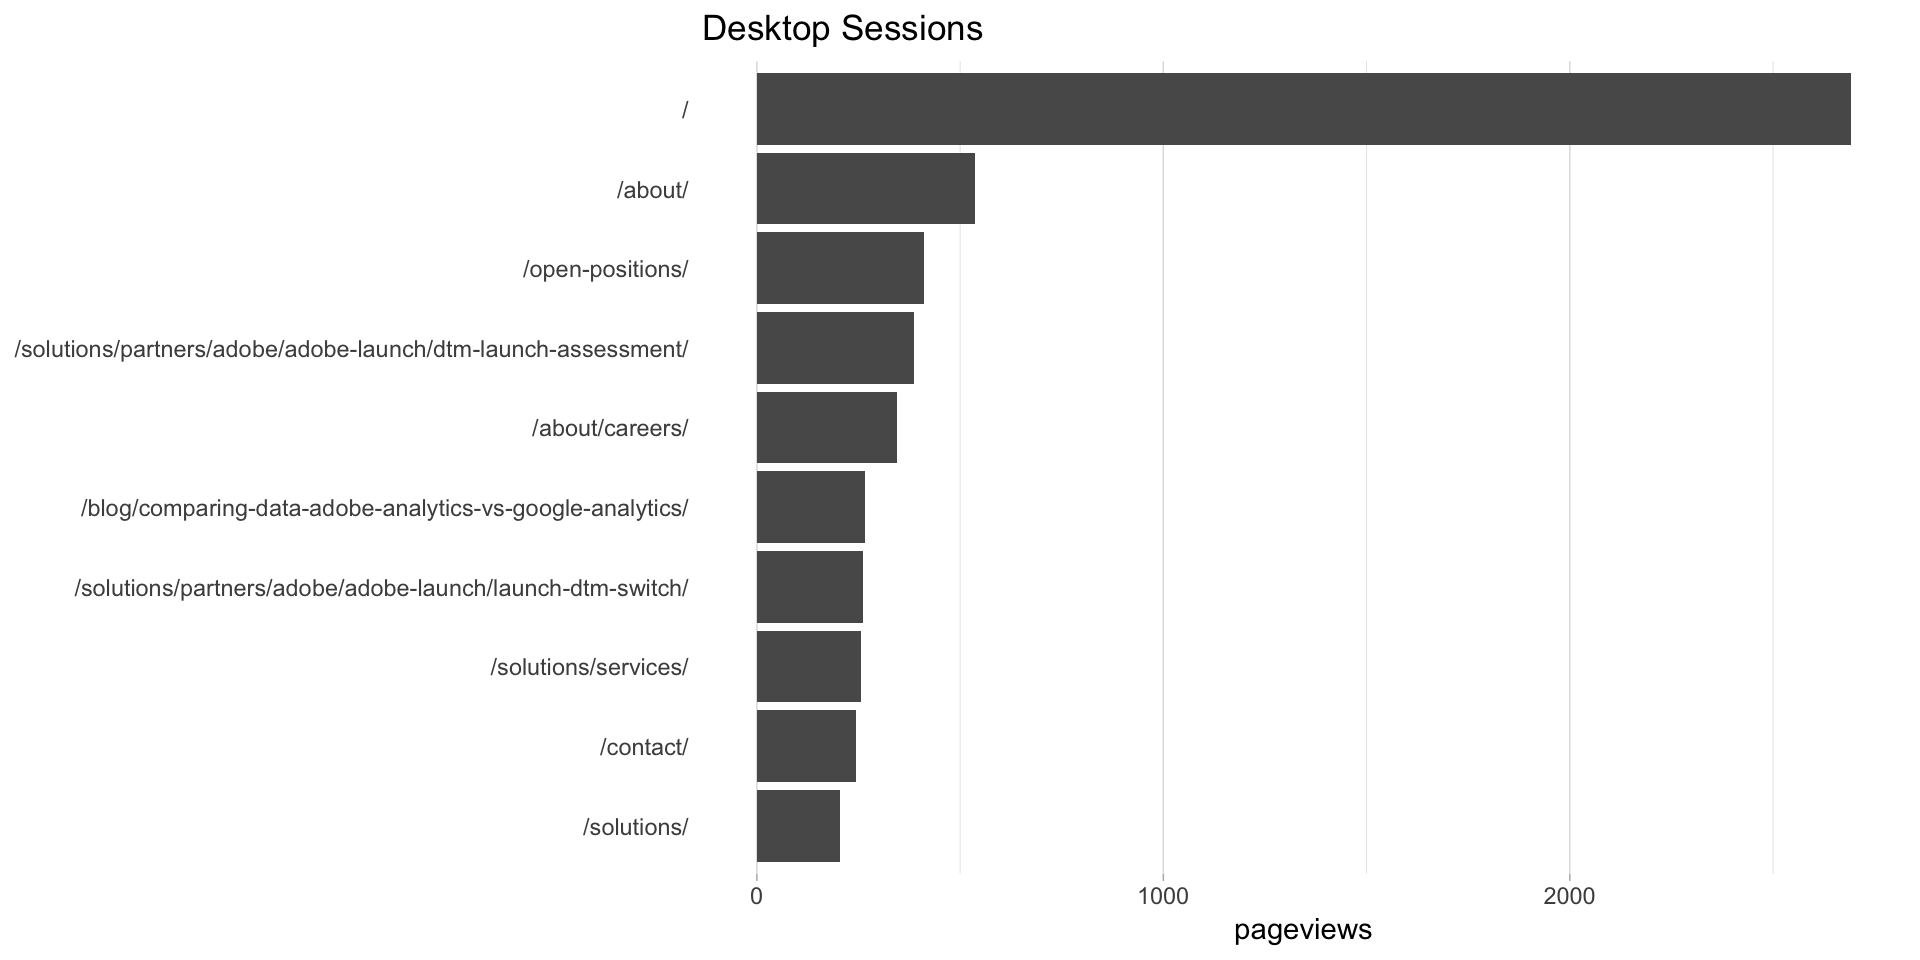 Desktop Sessions
/
/about/
/open-positions/
/solutions/partners/adobe/adobe-launch/dtm-launch-assessment/
/about/careers/
/blog/comparing-data-adobe-analytics-vs-google-analytics/
/solutions/partners/adobe/adobe-launch/launch-dtm-switch/
/solutions/services/
/contact/
/solutions/
0 1000 2000
pageviews